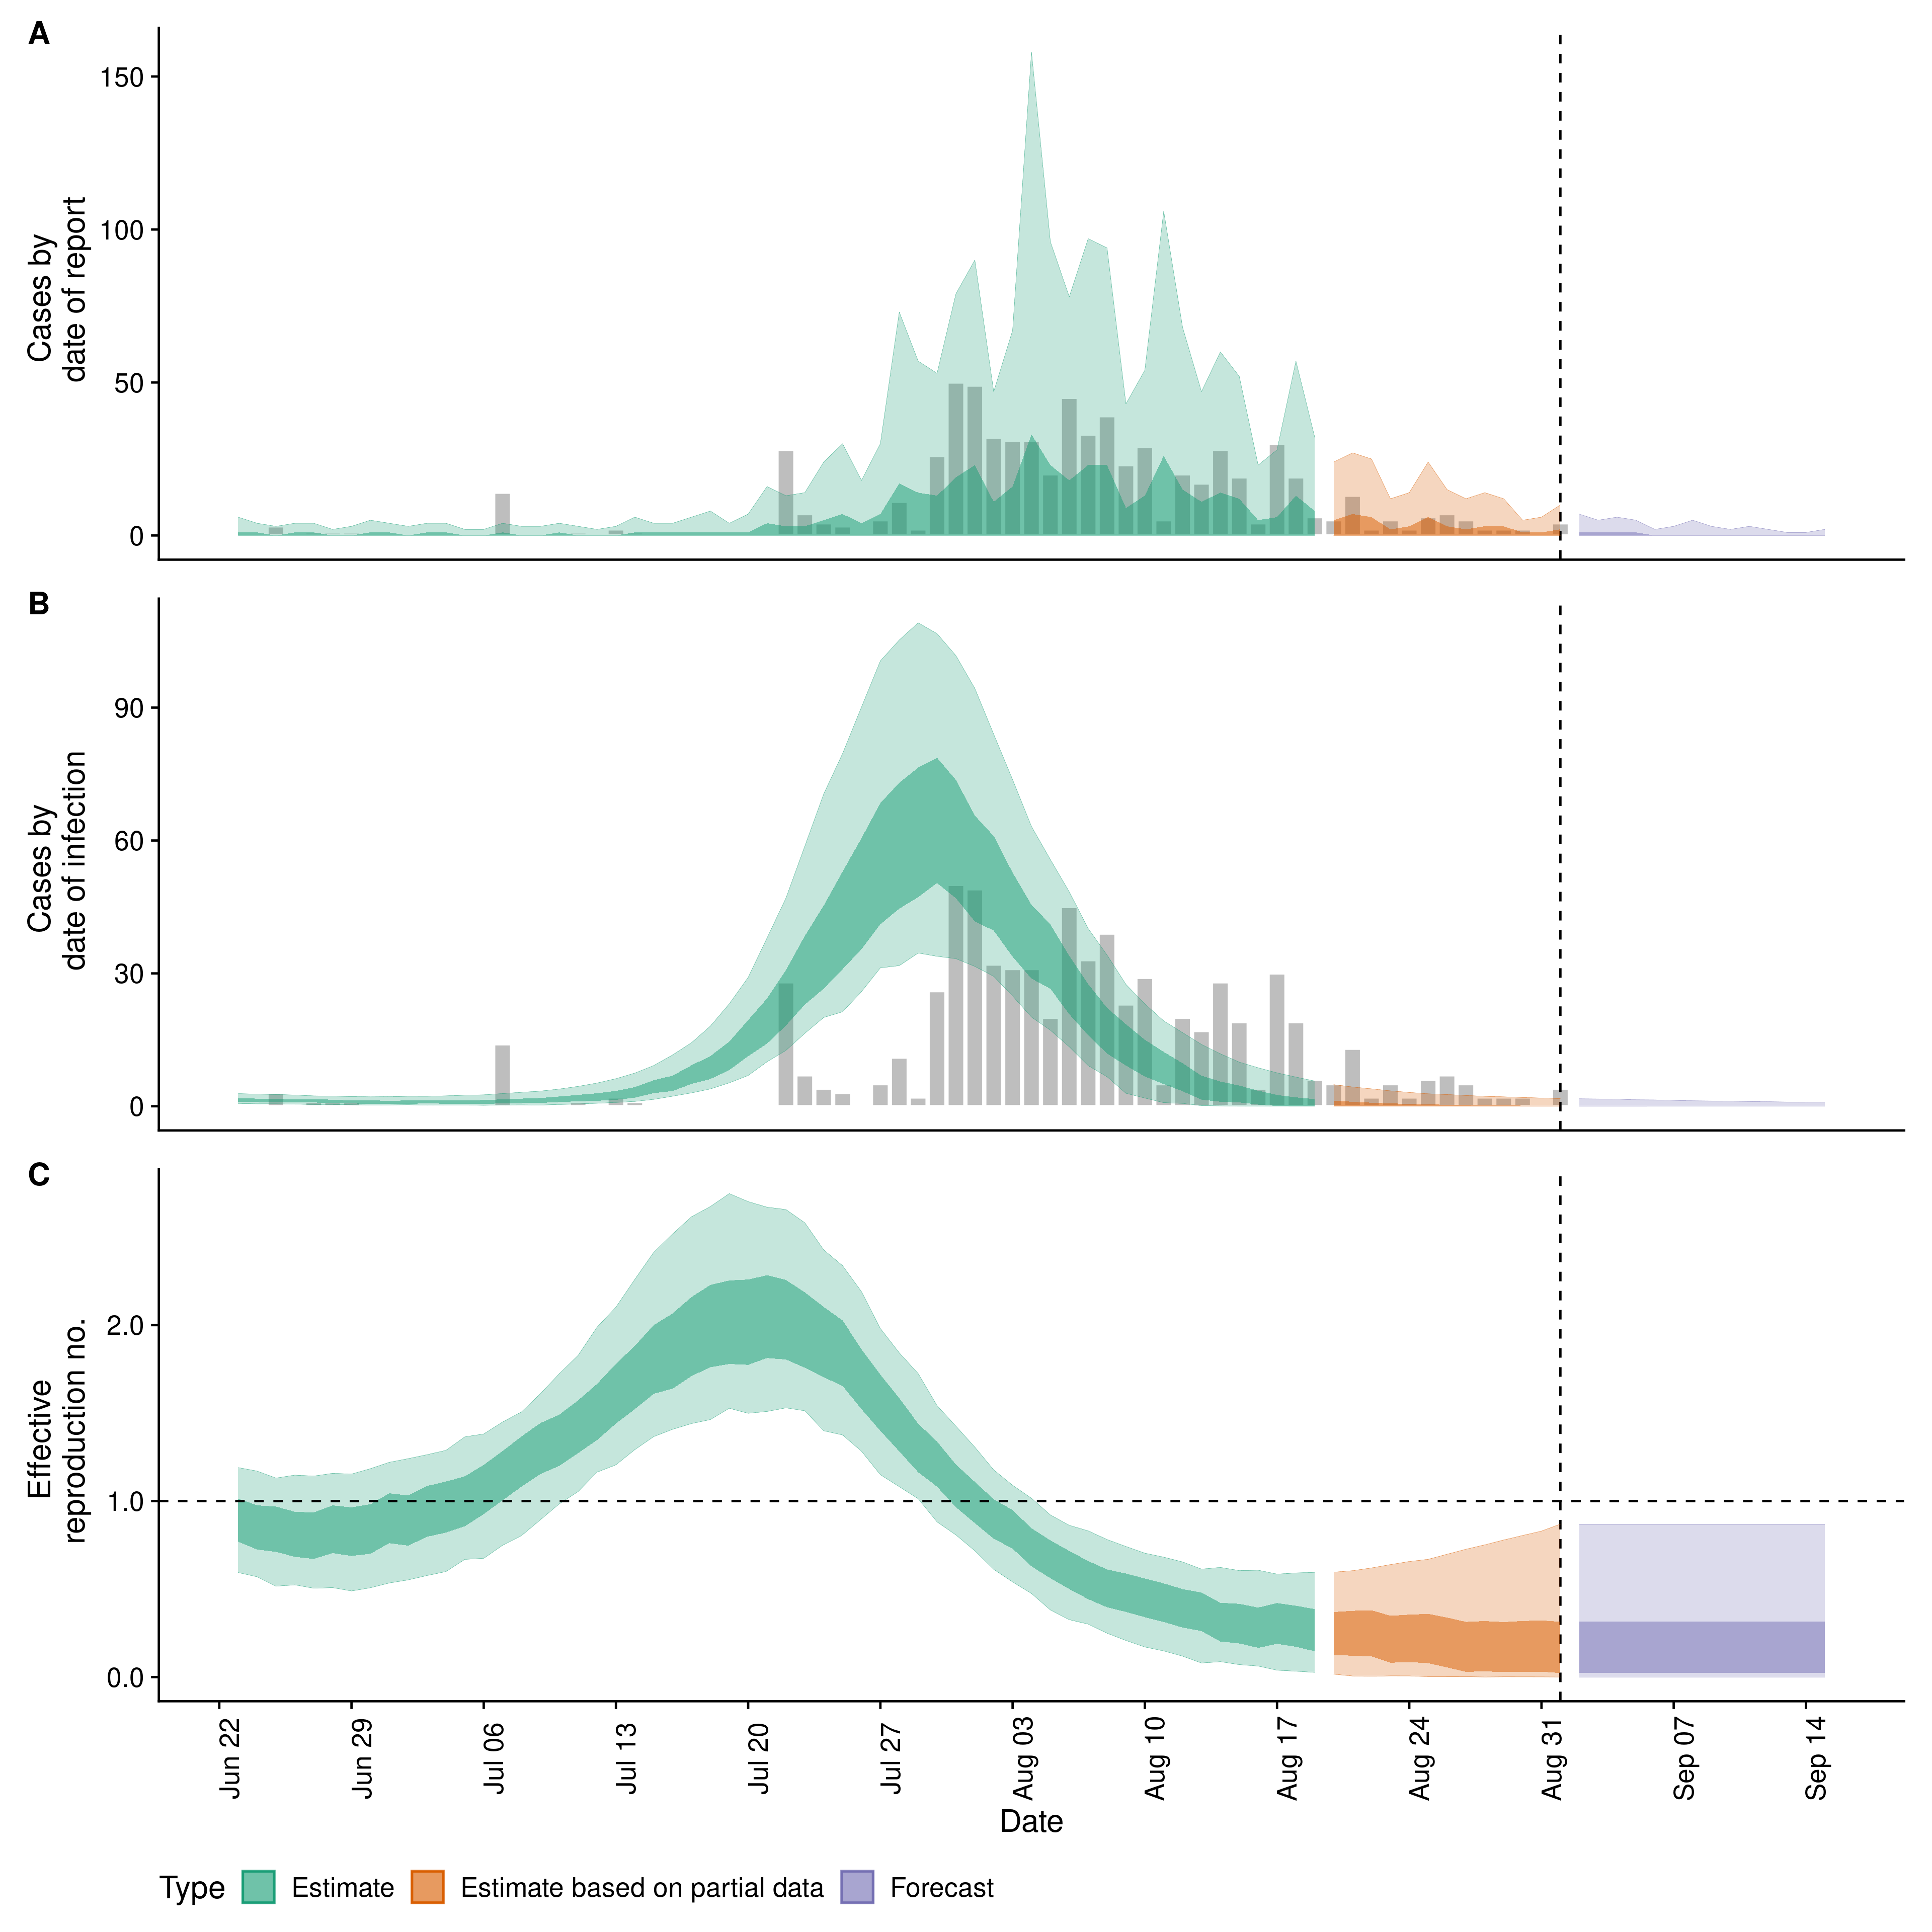 A
Cases by
date of report
150
100
50
0
B
Cases by
date of infection
90
60
30
0
C
Effective
reproduction no.
2.0
1.0
0.0
Jun 22
Jun 29
Jul 06
Jul 13
Jul 20
Jul 27
Aug 03
Aug 10
Aug 17
Aug 24
Aug 31
Sep 07
Sep 14
Date
Type Estimate Estimate based on partial data Forecast